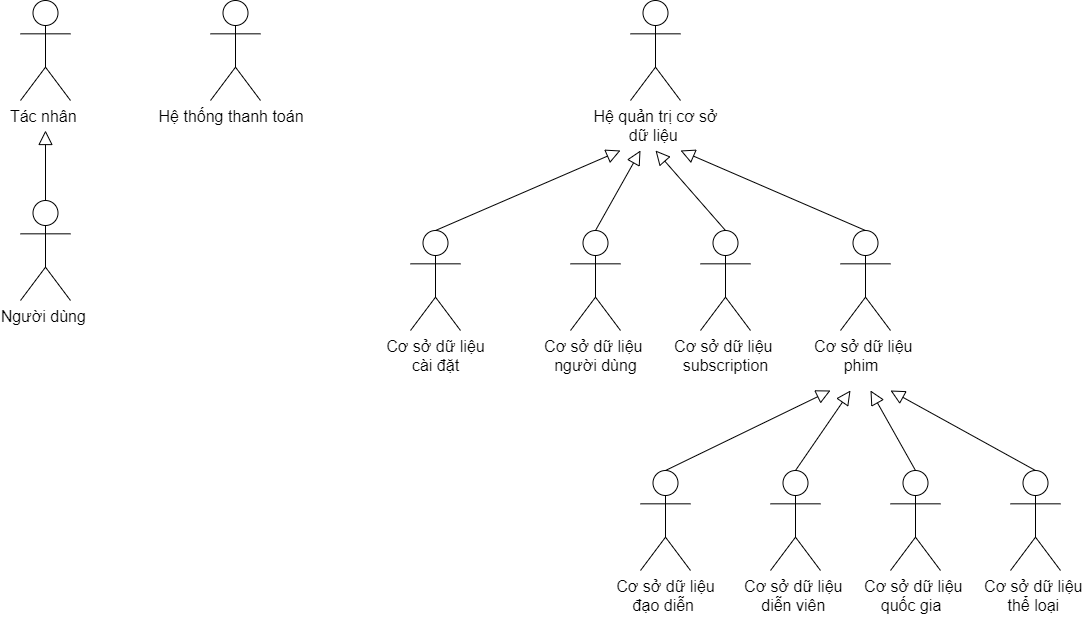 Tác nhân
Hệ thống thanh toán
Hệ quản trị cơ sở
dữ liệu
Người dùng
Cơ sở dữ liệu
cài đặt
Cơ sở dữ liệu
người dùng
Cơ sở dữ liệu
subscription
Cơ sở dữ liệu
phim
Cơ sở dữ liệu
đạo diễn
Cơ sở dữ liệu
diễn viên
Cơ sở dữ liệu
quốc gia
Cơ sở dữ liệu
thể loại